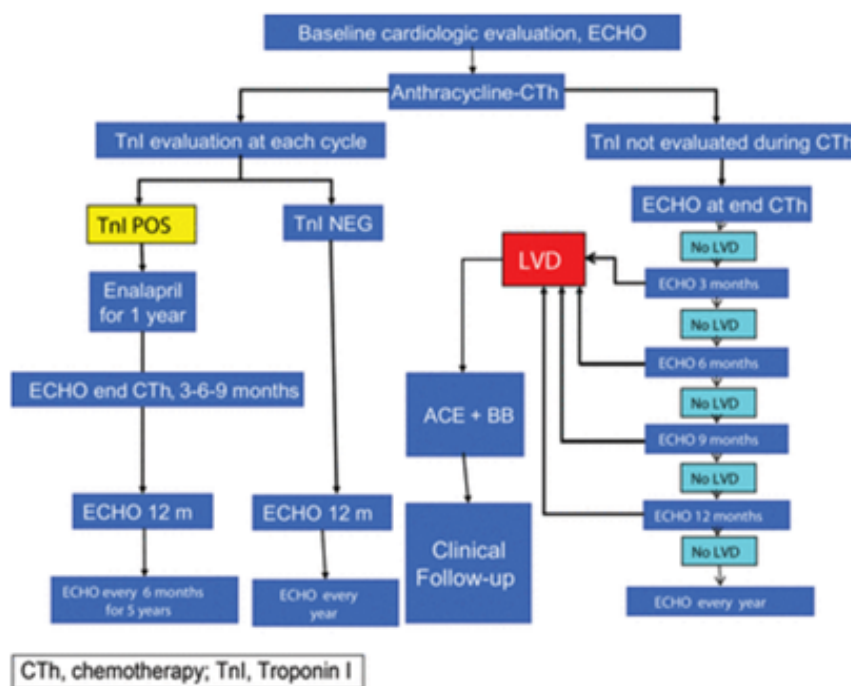 Baseline cardiologic evaluation, ECHO
Anthracycline-CTh
TnI evaluation at each cycle
TnI not evaluated during CTh
TnI POS
TnI NEG
Enalapril
for 1 year
ECHO end CTh, 3-6-9 months
ECHO 12 m
ECHO 12 m
ECHO every 6 months
for 5 years
ECHO every
year
LVD
ACE + BB
Clinical
Follow-up
ECHO at end CTh
No LVD
ECHO 3 months
No LVD
ECHO 6 months
No LVD
ECHO 9 months
No LVD
ECHO 12 months
No LVD
ECHO every year
CTh, chemotherapy; TnI, Troponin I